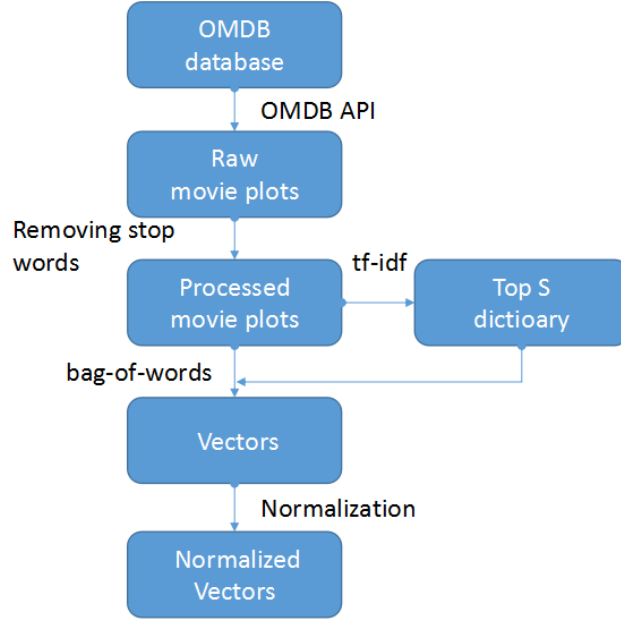 OMDB
database
OMDB API
Raw
movie plots
Removing stop
words
tf-idf
Processed
movie plots
Top S
dictioary
bag-of-words
Vectors
Normalization
Normalized
Vectors